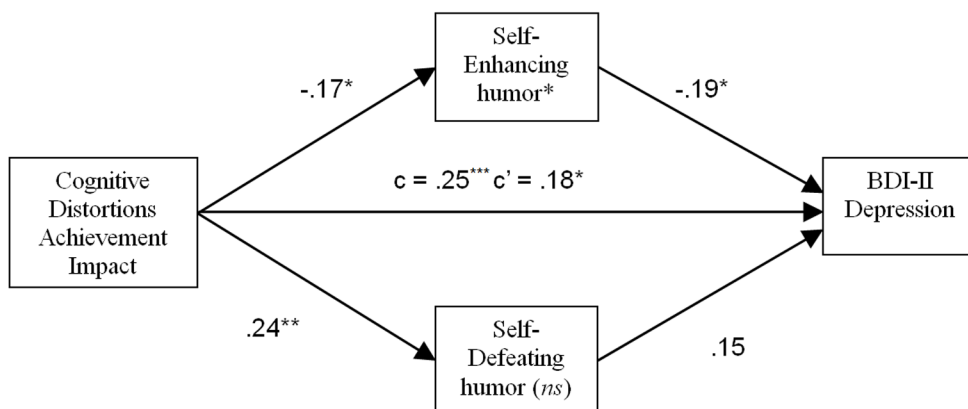 Self-
Enhancing
humor*
-.17*
-.19*
Cognitive
Distortions
Achievement
Impact
c = .25*** c' = .18*
BDI-II
Depression
.24**
Self-
Defeating
humor (ns)
.15